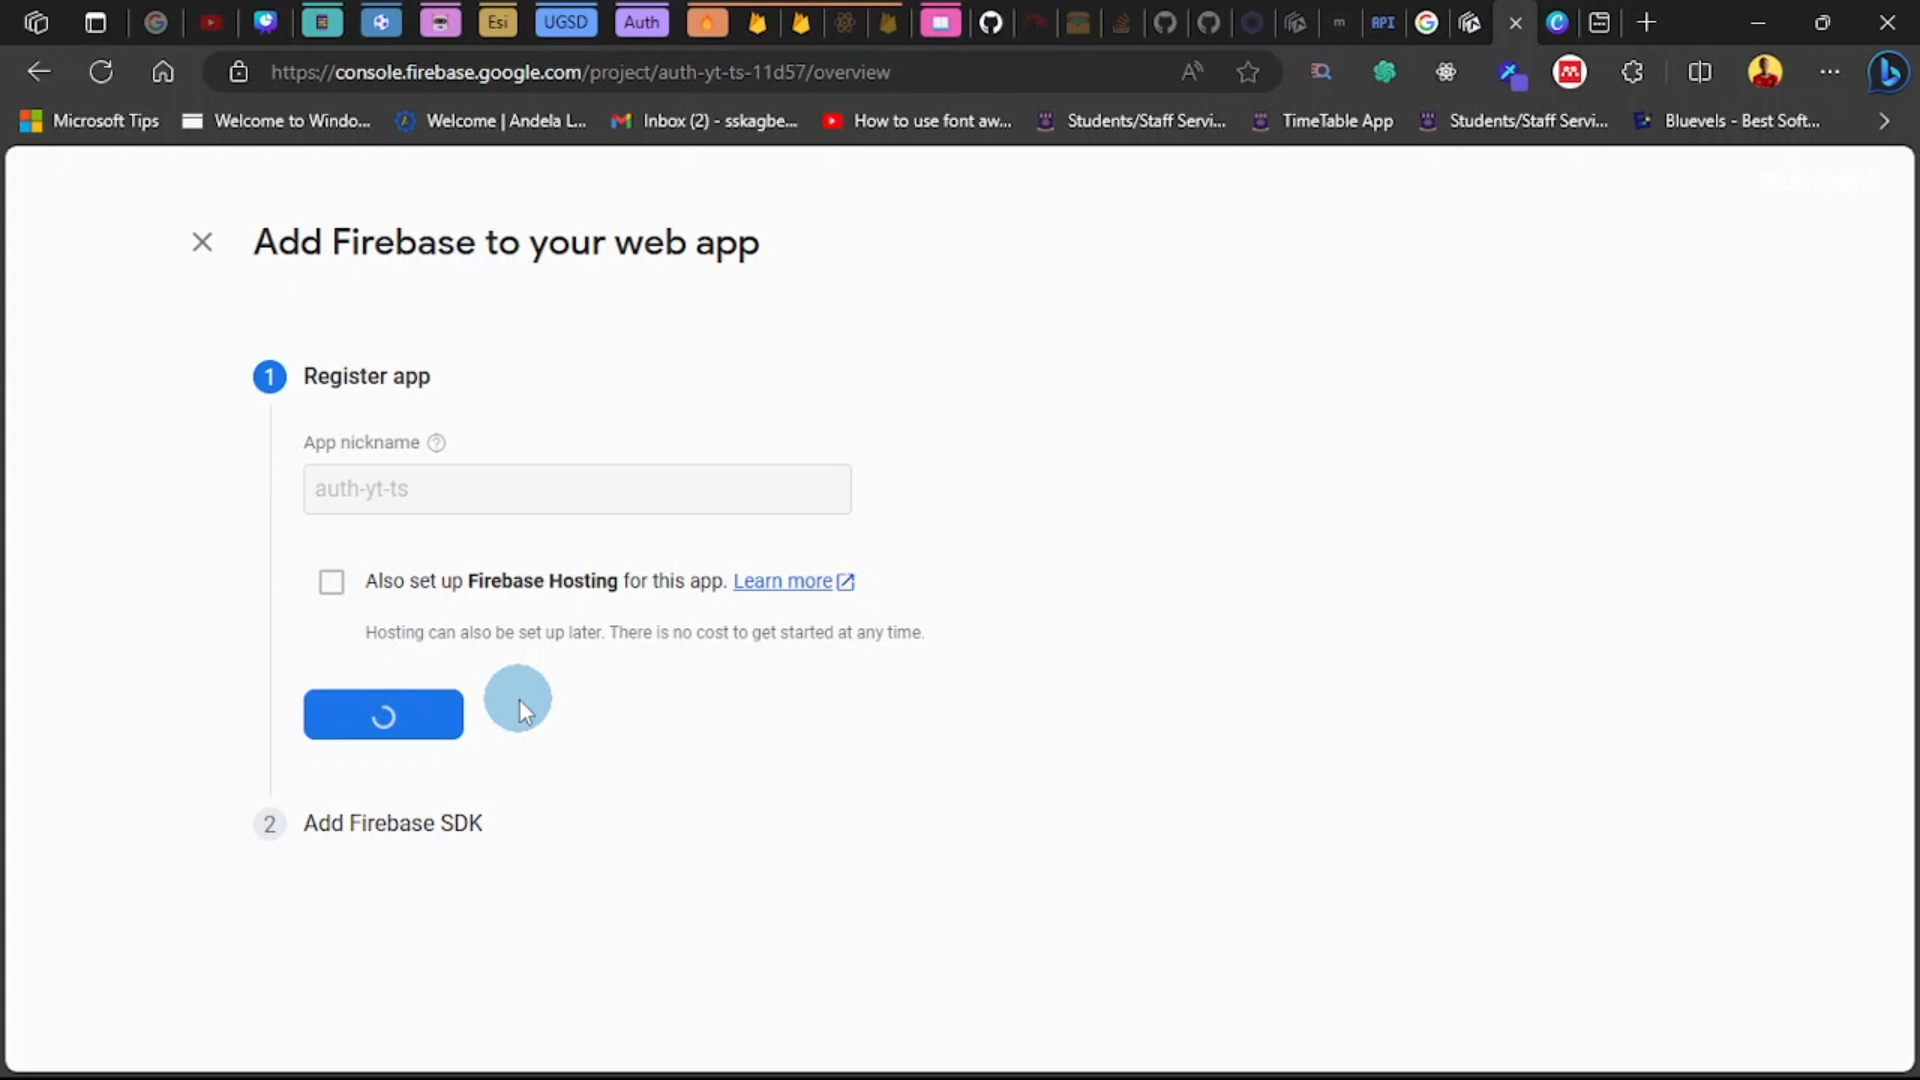 Esi
UGSD
Auth
m
API
https://console.firebase.google.com/project/auth-yt-ts-11d57/overview
Microsoft Tips
Welcome to Windo...
Welcome | Andela L...
Inbox (2) - sskagbe...
How to use font aw...
Students/Staff Servi...
TimeTable App
Students/Staff Servi...
Bluevels - Best Soft...
Add Firebase to your web app
1 Register app
App nickname
auth-yt-ts
Also set up Firebase Hosting for this app. Learn more
Hosting can also be set up later. There is no cost to get started at any time.
2 Add Firebase SDK